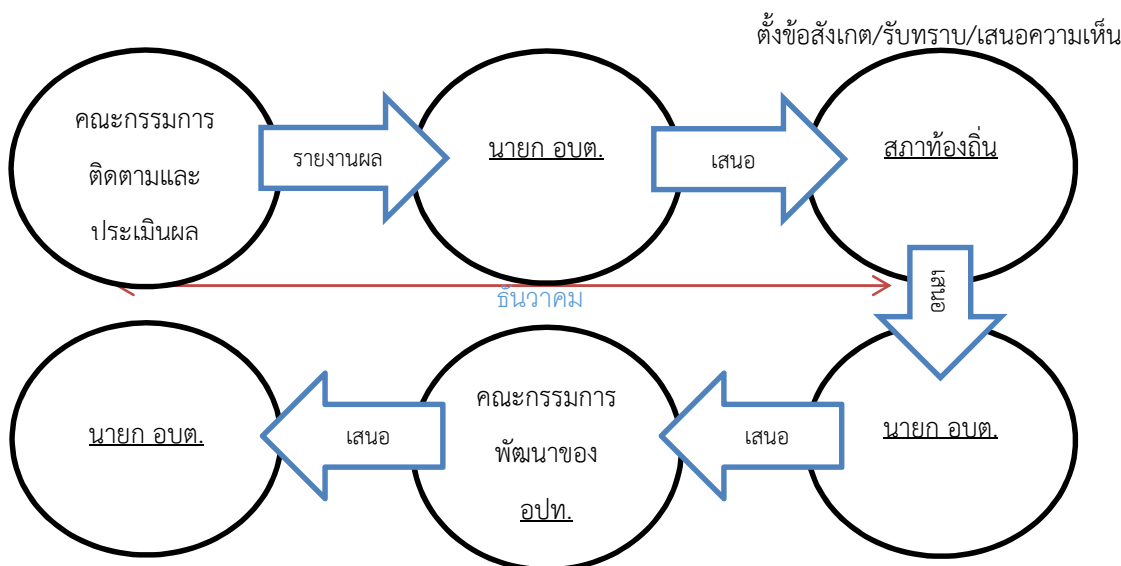 ตั้งข้อสังเกต/รับทราบ/เสนอความเห็น
คณะกรรมการ
ติดตามและ
ประเมินผล
รายงานผล
นายก อบต.
เสนอ
สภาท้องถิ่น
ธันวาคม
เสนอ
นายก อบต.
เสนอ
คณะกรรมการ
พัฒนาของ
อปท.
เสนอ
นายก อบต.